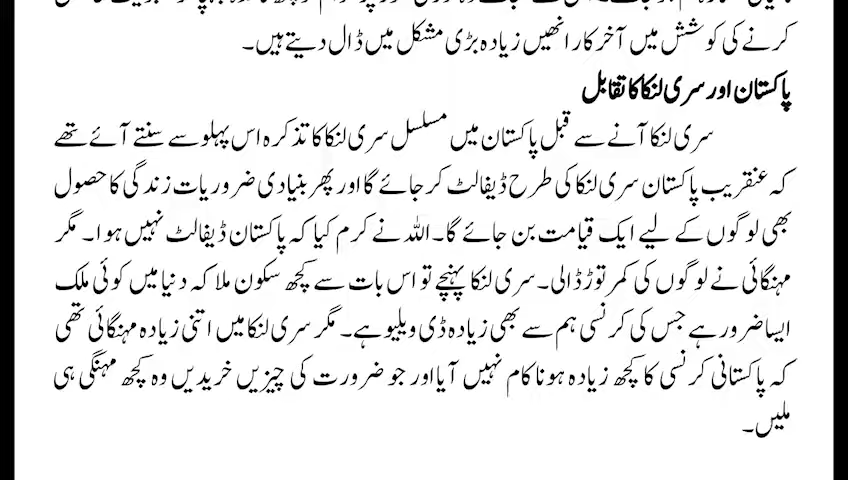 کرنے کی کوشش میں آخر کار انھیں زیادہ بڑی مشکل میں ڈال دیتے ہیں۔
پاکستان اور سری لنکا کا تقابل
سری لنکا آنے سے قبل پاکستان میں مسلسل سری لنکا کا تذکرہ اس پہلو سے سنتے آئے تھے
کہ عنقریب پاکستان سری لنکا کی طرح ڈیفالٹ کر جائے گا اور پھر بنیادی ضروریات زندگی کا حصول
بھی لوگوں کے لیے ایک قیامت بن جائے گا۔ اللہ نے کرم کیا کہ پاکستان ڈیفالٹ نہیں ہوا۔ مگر
مہنگائی نے لوگوں کی کمر توڑ ڈالی۔ سری لنکا پہنچے تو اس بات سے کچھ سکون ملا کہ دنیا میں کوئی ملک
ایسا ضرور ہے جس کی کرنسی ہم سے بھی زیادہ ڈی ویلیو ہے۔ مگر سری لنکا میں اتنی زیادہ مہنگائی تھی
کہ پاکستانی کرنسی کا کچھ زیادہ ہونا کام نہیں آیا اور جو ضرورت کی چیزیں خریدیں وہ کچھ مہنگی ہی
ملیں۔